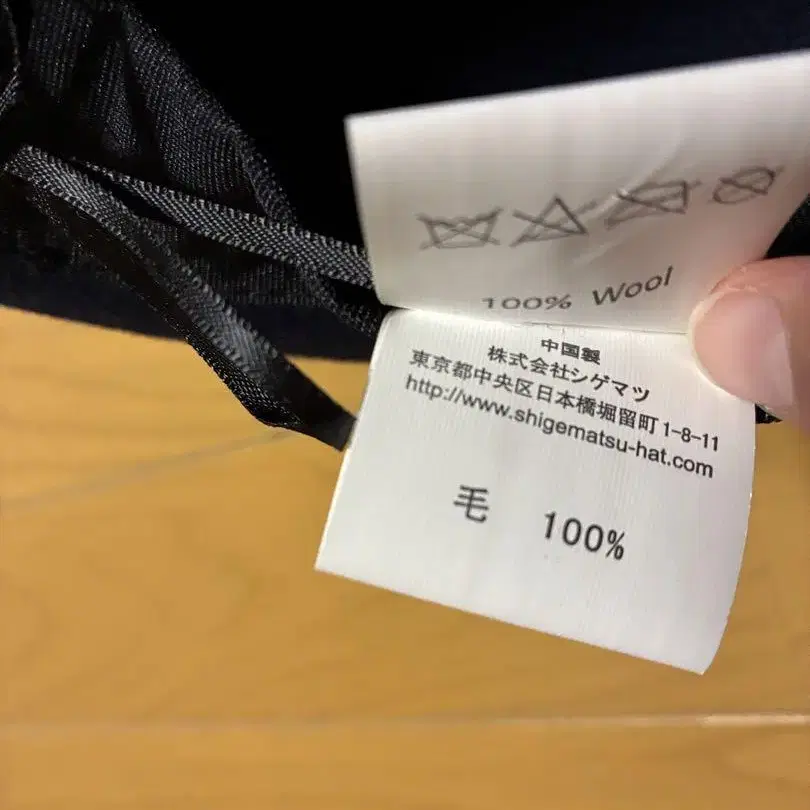 100% Wool
中国製
株式会社シゲマツ
東京都中央区日本橋堀留町1-8-11
http://www.shigematsu-hat.com
毛 100%